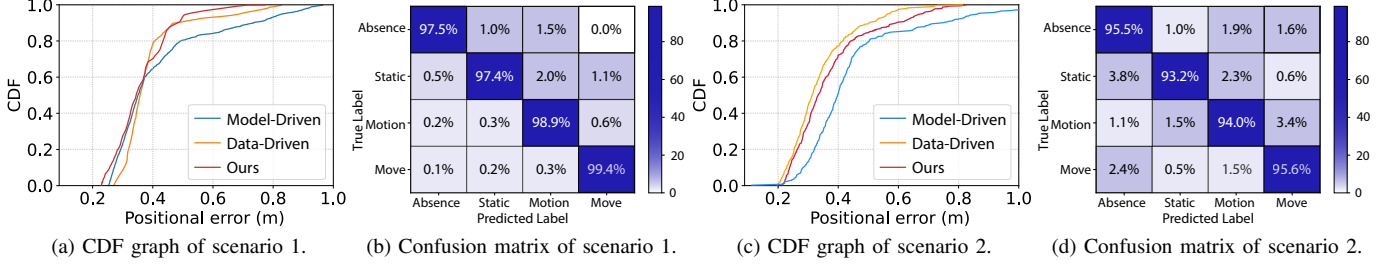 1.0
0.8
0.6
0.4
0.2
0.0
CDF
Model-Driven
Data-Driven
Ours
0.2 0.4 0.6 0.8 1.0
Positional error (m)
(a) CDF graph of scenario 1.
True Label
Absence 97.5% 1.0% 1.5% 0.0%
Static 0.5% 97.4% 2.0% 1.1%
Motion 0.2% 0.3% 98.9% 0.6%
Move 0.1% 0.2% 0.3% 99.4%
Absence Static Motion Move
Predicted Label
80
60
40
20
0
(b) Confusion matrix of scenario 1.
1.0
0.8
0.6
0.4
0.2
0.0
CDF
Model-Driven
Data-Driven
Ours
0.2 0.4 0.6 0.8 1.0
Positional error (m)
(c) CDF graph of scenario 2.
True Label
Absence 95.5% 1.0% 1.9% 1.6%
Static 3.8% 93.2% 2.3% 0.6%
Motion 1.1% 1.5% 94.0% 3.4%
Move 2.4% 0.5% 1.5% 95.6%
Absence Static Motion Move
Predicted Label
80
60
40
20
0
(d) Confusion matrix of scenario 2.